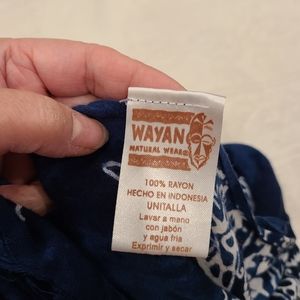 WAYAN
NATURAL WEAR
100% RAYON
HECHO EN INDONESIA
UNITALLA
Lavar a mano
con jabón
y agua fria
Exprimir y secar